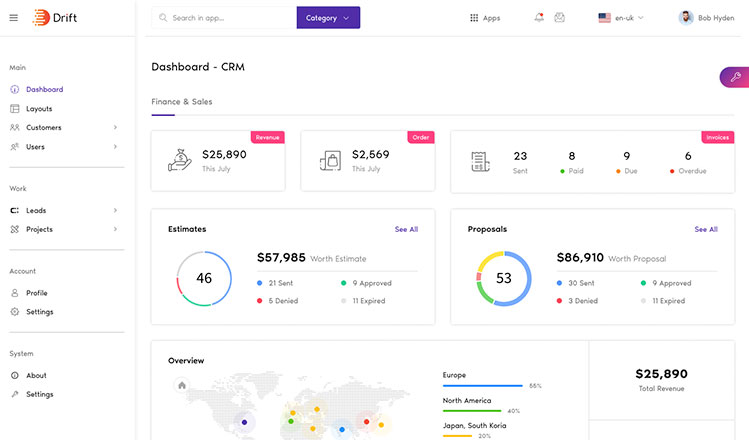 Drift
Search in app...
Category
Apps
en-uk
Bob Hyden
Main
Dashboard
Layouts
Customers
Users
Work
Leads
Projects
Account
Profile
Settings
System
About
Settings
Dashboard - CRM
Finance & Sales
Revenue
$25,890
This July
Order
$2,569
This July
Invoices
23 8 9 6
Sent Paid Due Overdue
Estimates See All
46
$57,985 Worth Estimate
21 Sent 9 Approved
5 Denied 11 Expired
Proposals See All
53
$86,910 Worth Proposal
30 Sent 9 Approved
3 Denied 11 Expired
Overview
Europe
55%
North America
40%
Japan, South Koria
20%
$25,890
Total Revenue